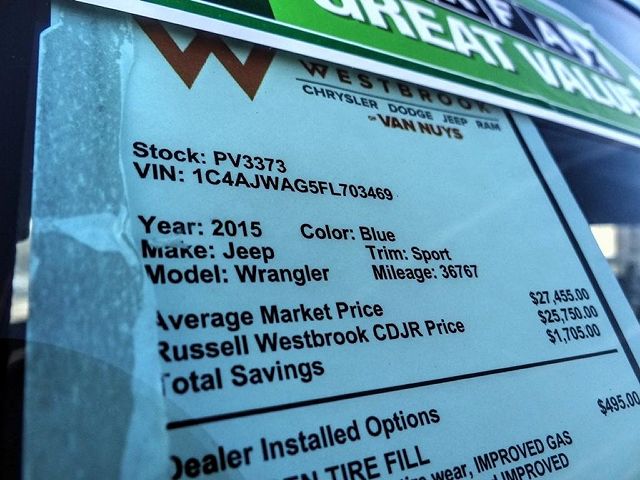 GREAT VALUE
W
WESTBROOK
CHRYSLER DODGE JEEP RAM
OF VAN NUYS
Stock: PV3373
VIN: 1C4AJWAG5FL703469
Year: 2015 Color: Blue
Make: Jeep Trim: Sport
Model: Wrangler Mileage: 36767
Average Market Price $27,455.00
Russell Westbrook CDJR Price $25,750.00
Total Savings $1,705.00
Dealer Installed Options $495.00
TIRE FILL
wear, IMPROVED GAS
IMPROVED